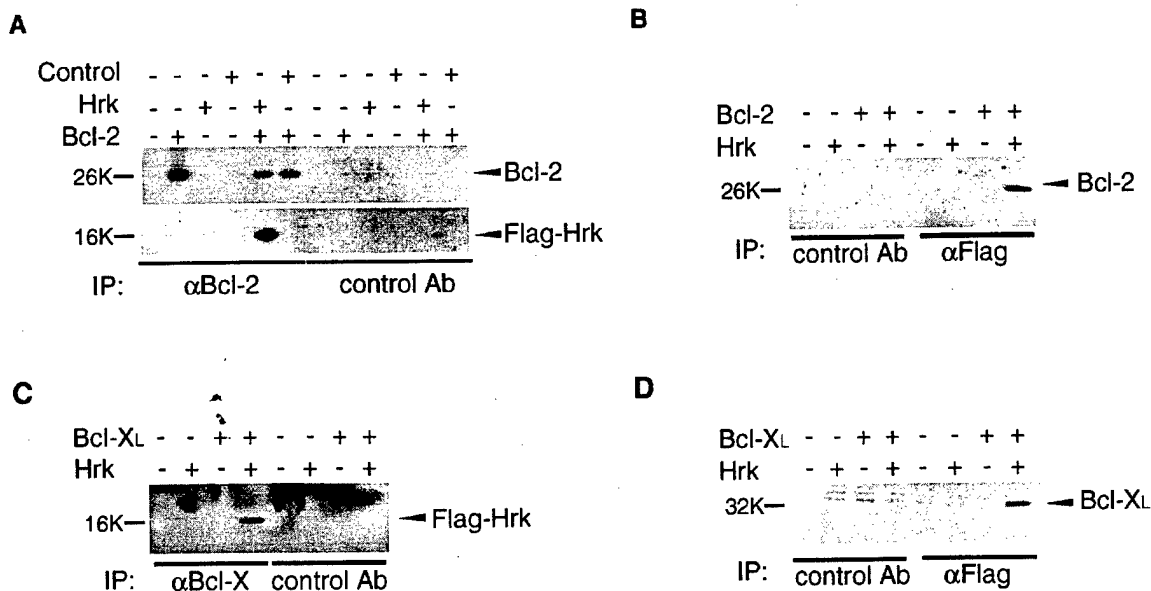 A
Control - - - + - + - - - + - +
Hrk - - + - + - - - + - + -
Bcl-2 - + - - + + - + - - + +
26K
Bcl-2
16K
Flag-Hrk
IP: αBcl-2 control Ab
B
Bcl-2 - - + + - - + +
Hrk - + - + - + - +
26K
Bcl-2
IP: control Ab αFlag
C
Bcl-XL - - + + - - + +
Hrk - + - + - + - +
16K
Flag-Hrk
IP: αBcl-X control Ab
D
Bcl-XL - - + + - - + +
Hrk - + - + - + - +
32K
Bcl-XL
IP: control Ab αFlag